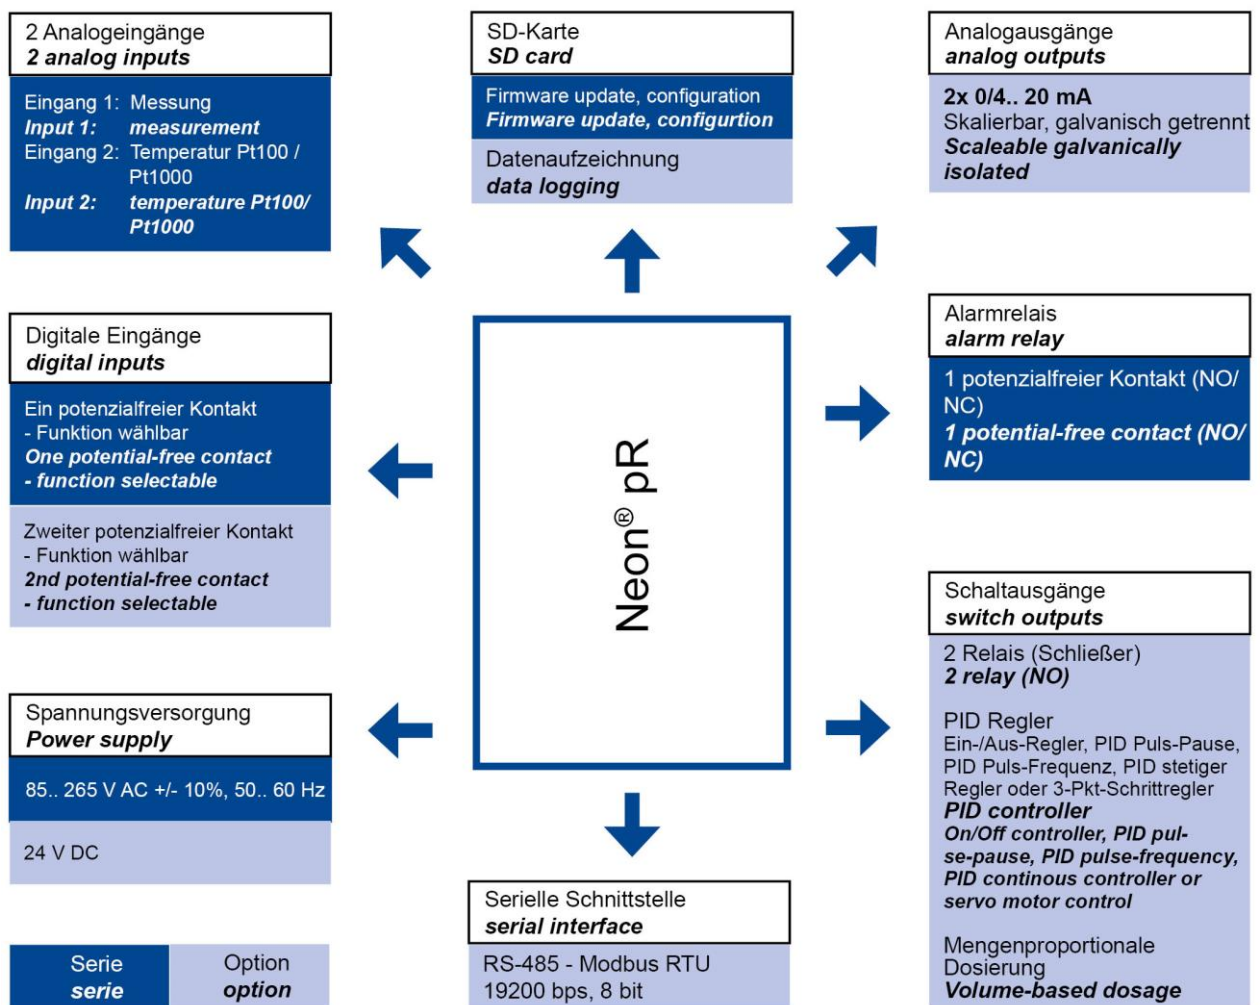 2 Analogeingänge
2 analog inputs
Eingang 1: Messung
Input 1: measurement
Eingang 2: Temperatur Pt100 /
Pt1000
Input 2: temperature Pt100/
Pt1000
SD-Karte
SD card
Firmware update, configuration
Firmware update, configurtion
Datenaufzeichnung
data logging
Analogausgänge
analog outputs
2x 0/4.. 20 mA
Skalierbar, galvanisch getrennt
Scaleable galvanically
isolated
Digitale Eingänge
digital inputs
Ein potenzialfreier Kontakt
- Funktion wählbar
One potential-free contact
- function selectable
Zweiter potenzialfreier Kontakt
- Funktion wählbar
2nd potential-free contact
- function selectable
Neon® pR
Alarmrelais
alarm relay
1 potenzialfreier Kontakt (NO/
NC)
1 potential-free contact (NO/
NC)
Spannungsversorgung
Power supply
85.. 265 V AC +/- 10%, 50.. 60 Hz
24 V DC
Schaltausgänge
switch outputs
2 Relais (Schließer)
2 relay (NO)
PID Regler
Ein-/Aus-Regler, PID Puls-Pause,
PID Puls-Frequenz, PID stetiger
Regler oder 3-Pkt-Schrittregler
PID controller
On/Off controller, PID pul-
se-pause, PID pulse-frequency,
PID continous controller or
servo motor control
Mengenproportionale
Dosierung
Volume-based dosage
Serielle Schnittstelle
serial interface
RS-485 - Modbus RTU
19200 bps, 8 bit
Serie
serie
Option
option